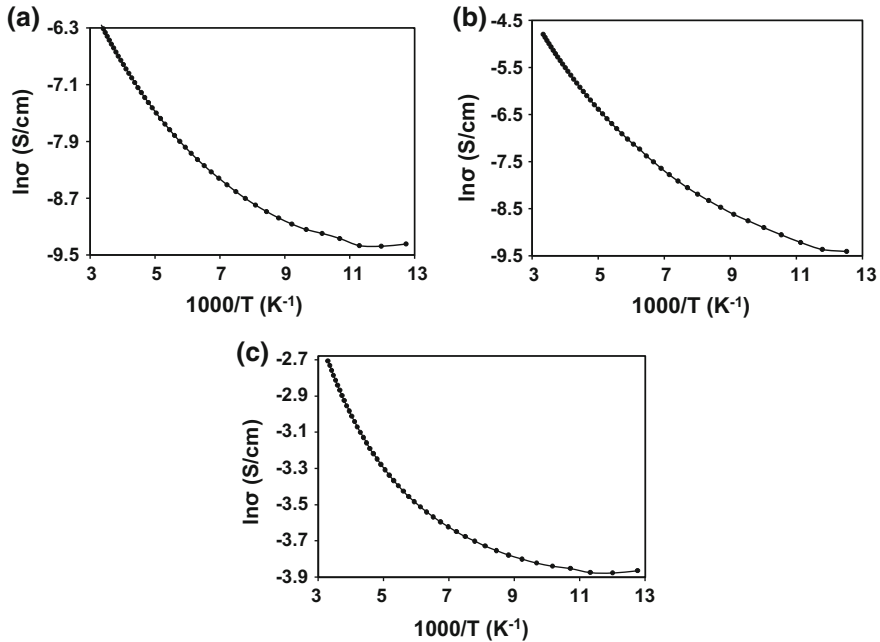 (a)
-6.3
-7.1
-7.9
-8.7
-9.5
lnσ (S/cm)
3 5 7 9 11 13
1000/T (K⁻¹)
(b)
-4.5
-5.5
-6.5
-7.5
-8.5
-9.5
lnσ (S/cm)
3 5 7 9 11 13
1000/T (K⁻¹)
(c)
-2.7
-2.9
-3.1
-3.3
-3.5
-3.7
-3.9
lnσ (S/cm)
3 5 7 9 11 13
1000/T (K⁻¹)